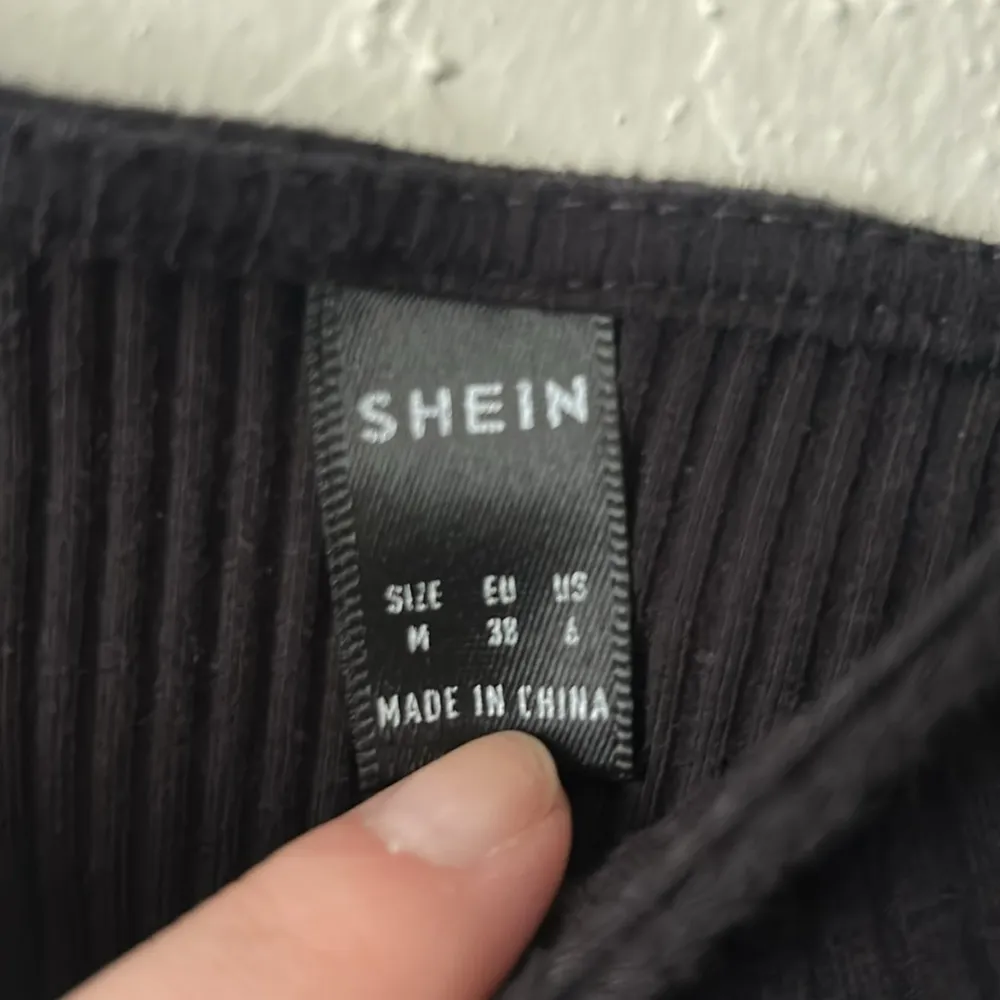 SHEIN
SIZE EU US
M 38 6
MADE IN CHINA